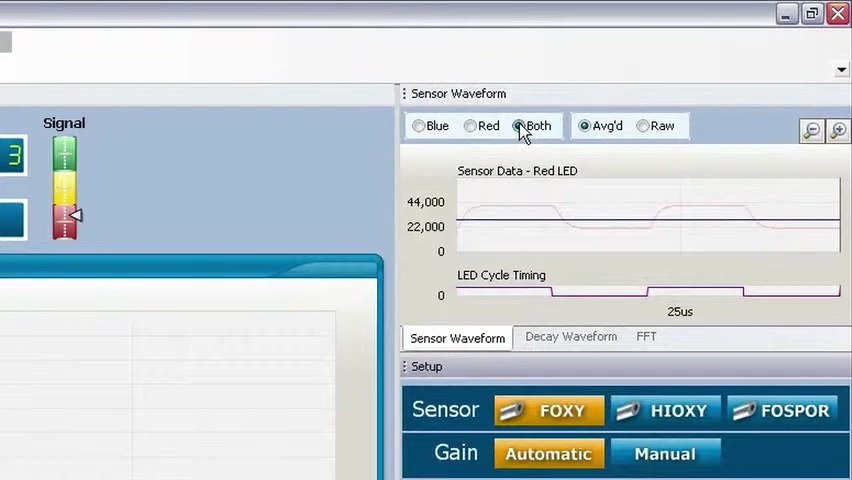 Sensor Waveform
Signal
Blue Red Both Avg'd Raw
3
Sensor Data - Red LED
44,000
22,000
0
LED Cycle Timing
0
25us
Sensor Waveform Decay Waveform FFT
Setup
Sensor FOXY HIOXY FOSPOR
Gain Automatic Manual